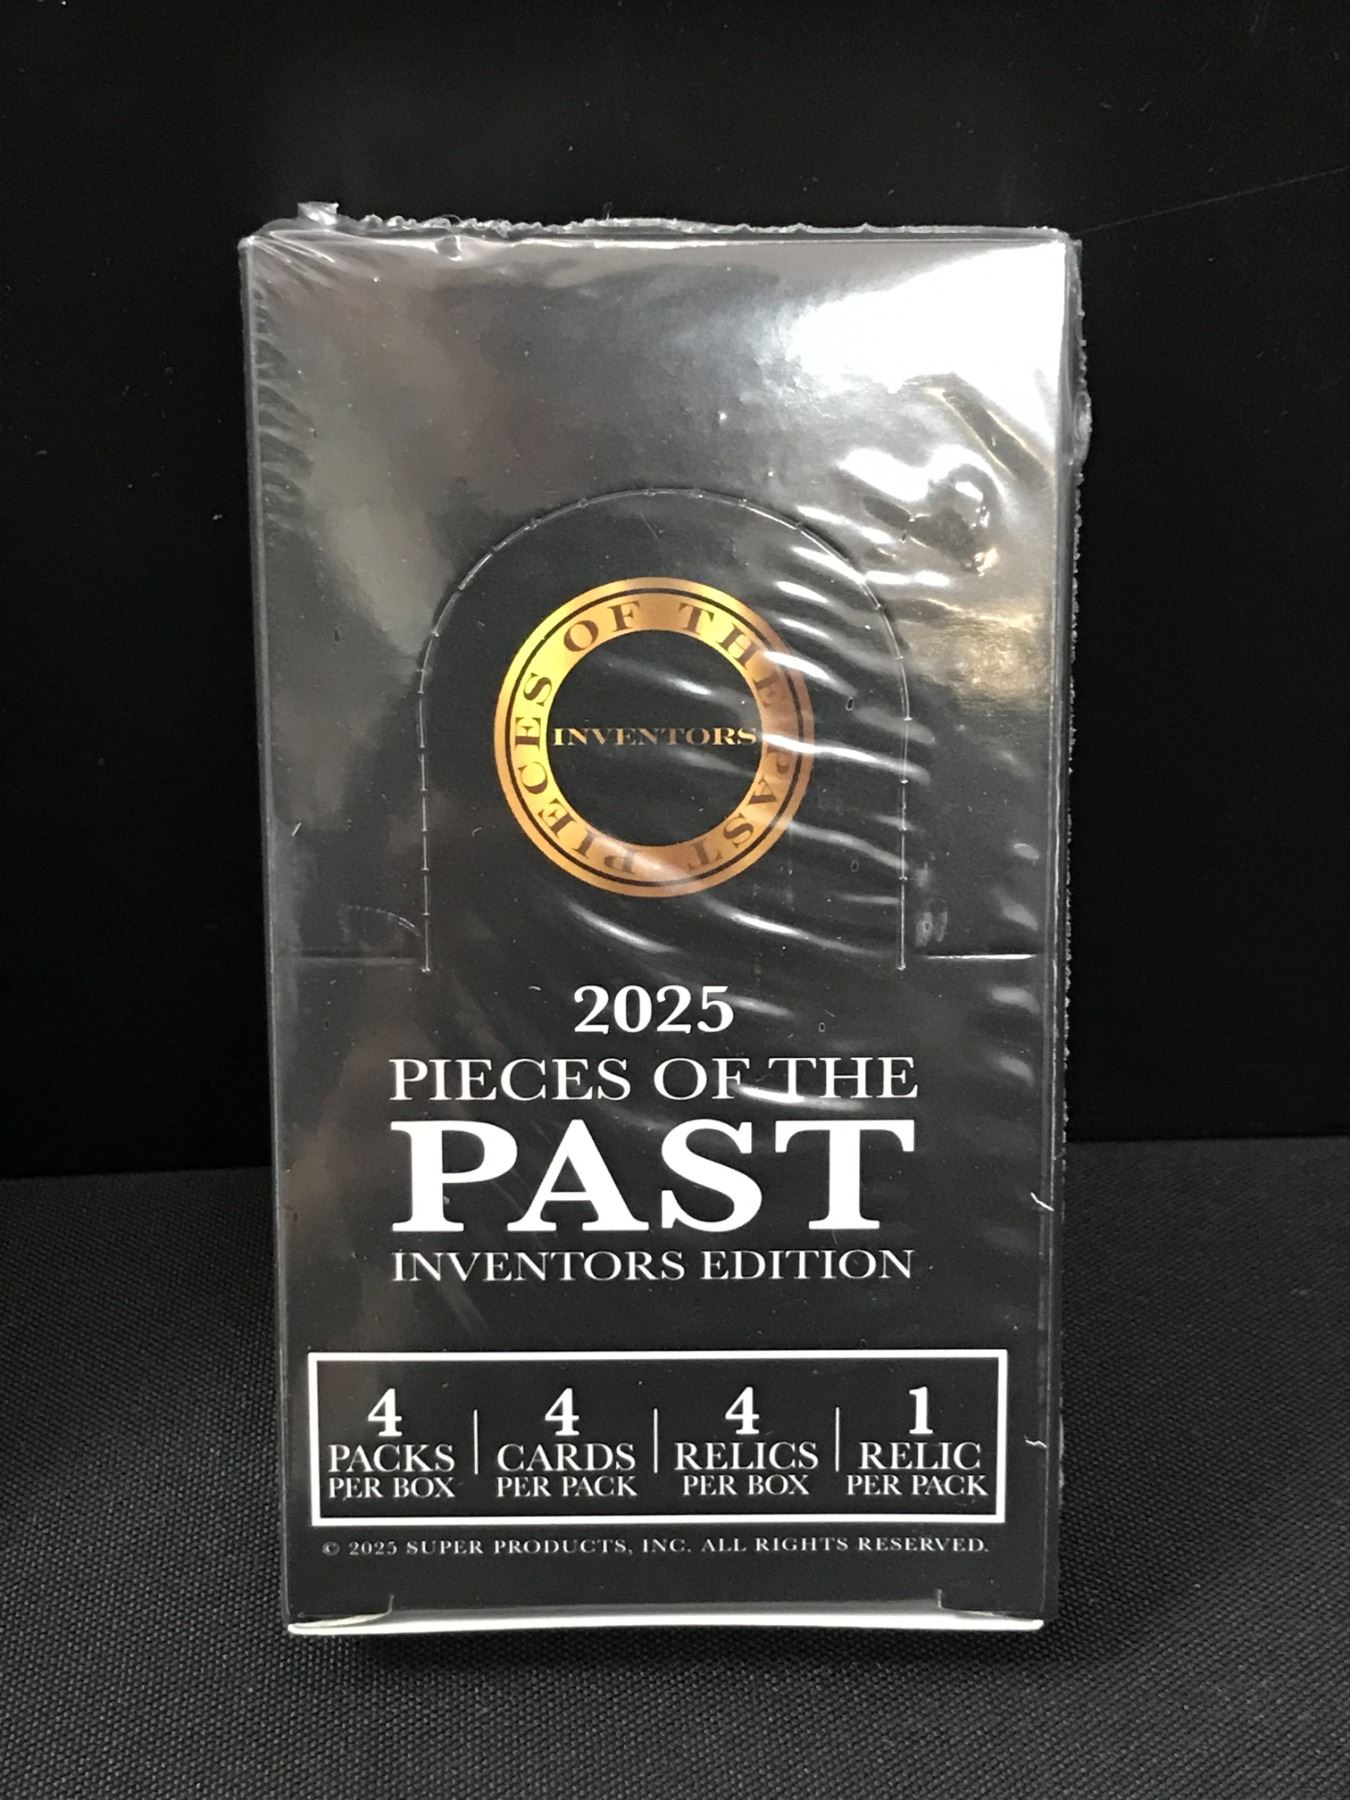 PIECES OF THE PAST
INVENTORS
2025
PIECES OF THE
PAST
INVENTORS EDITION
4
PACKS
PER BOX
4
CARDS
PER PACK
4
RELICS
PER BOX
1
RELIC
PER PACK
© 2025 SUPER PRODUCTS, INC. ALL RIGHTS RESERVED.